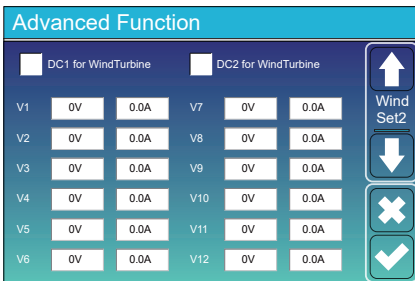 Advanced Function
DC1 for WindTurbine DC2 for WindTurbine
V1 0V 0.0A V7 0V 0.0A
V2 0V 0.0A V8 0V 0.0A
V3 0V 0.0A V9 0V 0.0A
V4 0V 0.0A V10 0V 0.0A
V5 0V 0.0A V11 0V 0.0A
V6 0V 0.0A V12 0V 0.0A
Wind
Set2